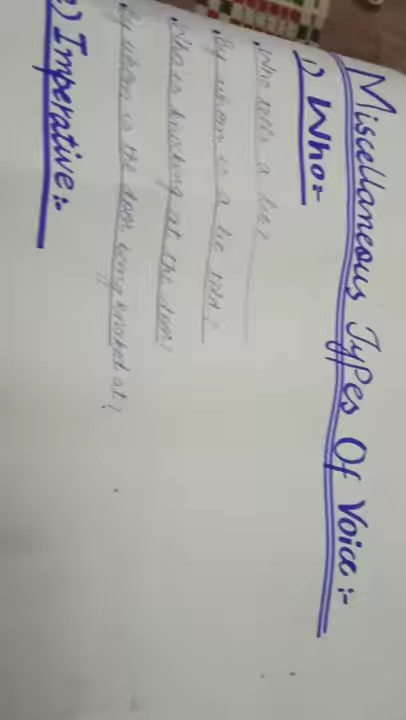 Miscellaneous Types Of Voice :-
1) Who :-
Who tells a lie?
By whom is a lie told?
Who is knocking at the door?
By whom is the door being knocked at?
2) Imperative :-